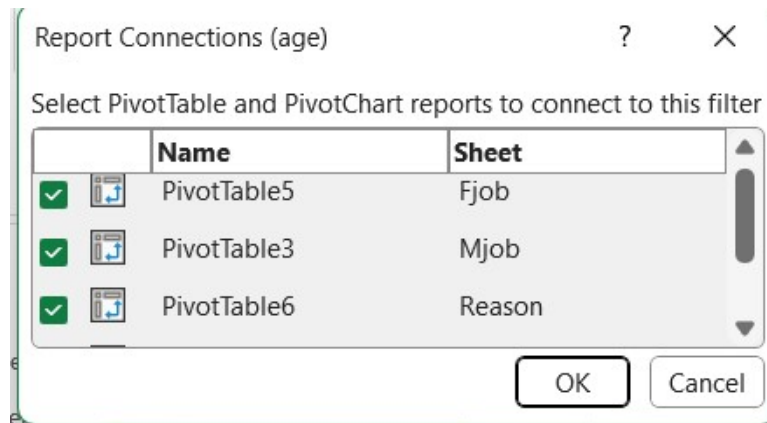 Report Connections (age) ? ×
Select PivotTable and PivotChart reports to connect to this filter
Name Sheet
PivotTable5 Fjob
PivotTable3 Mjob
PivotTable6 Reason
OK Cancel